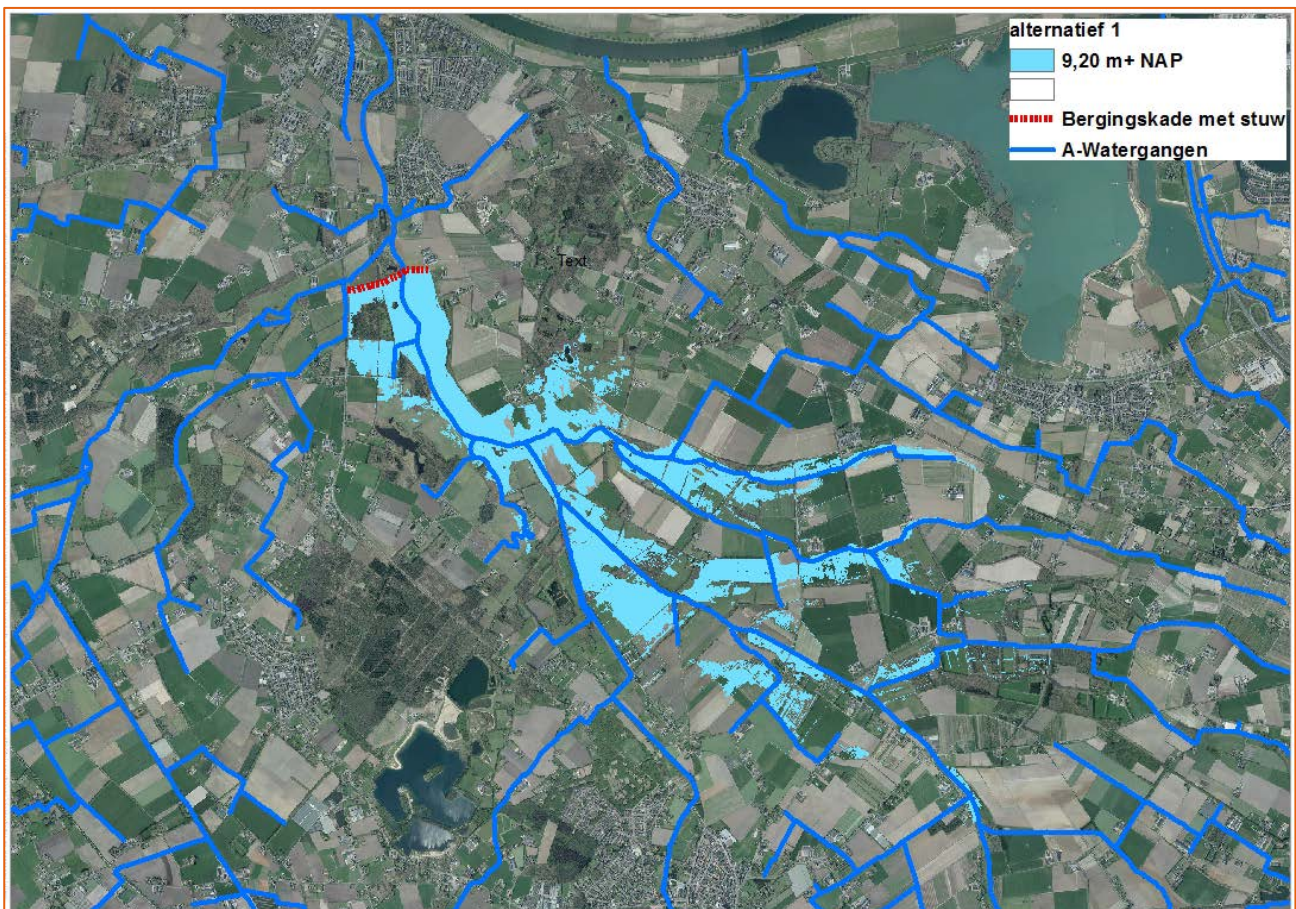 alternatief 1
9,20 m+ NAP
Bergingskade met stuw
A-Watergangen
Text